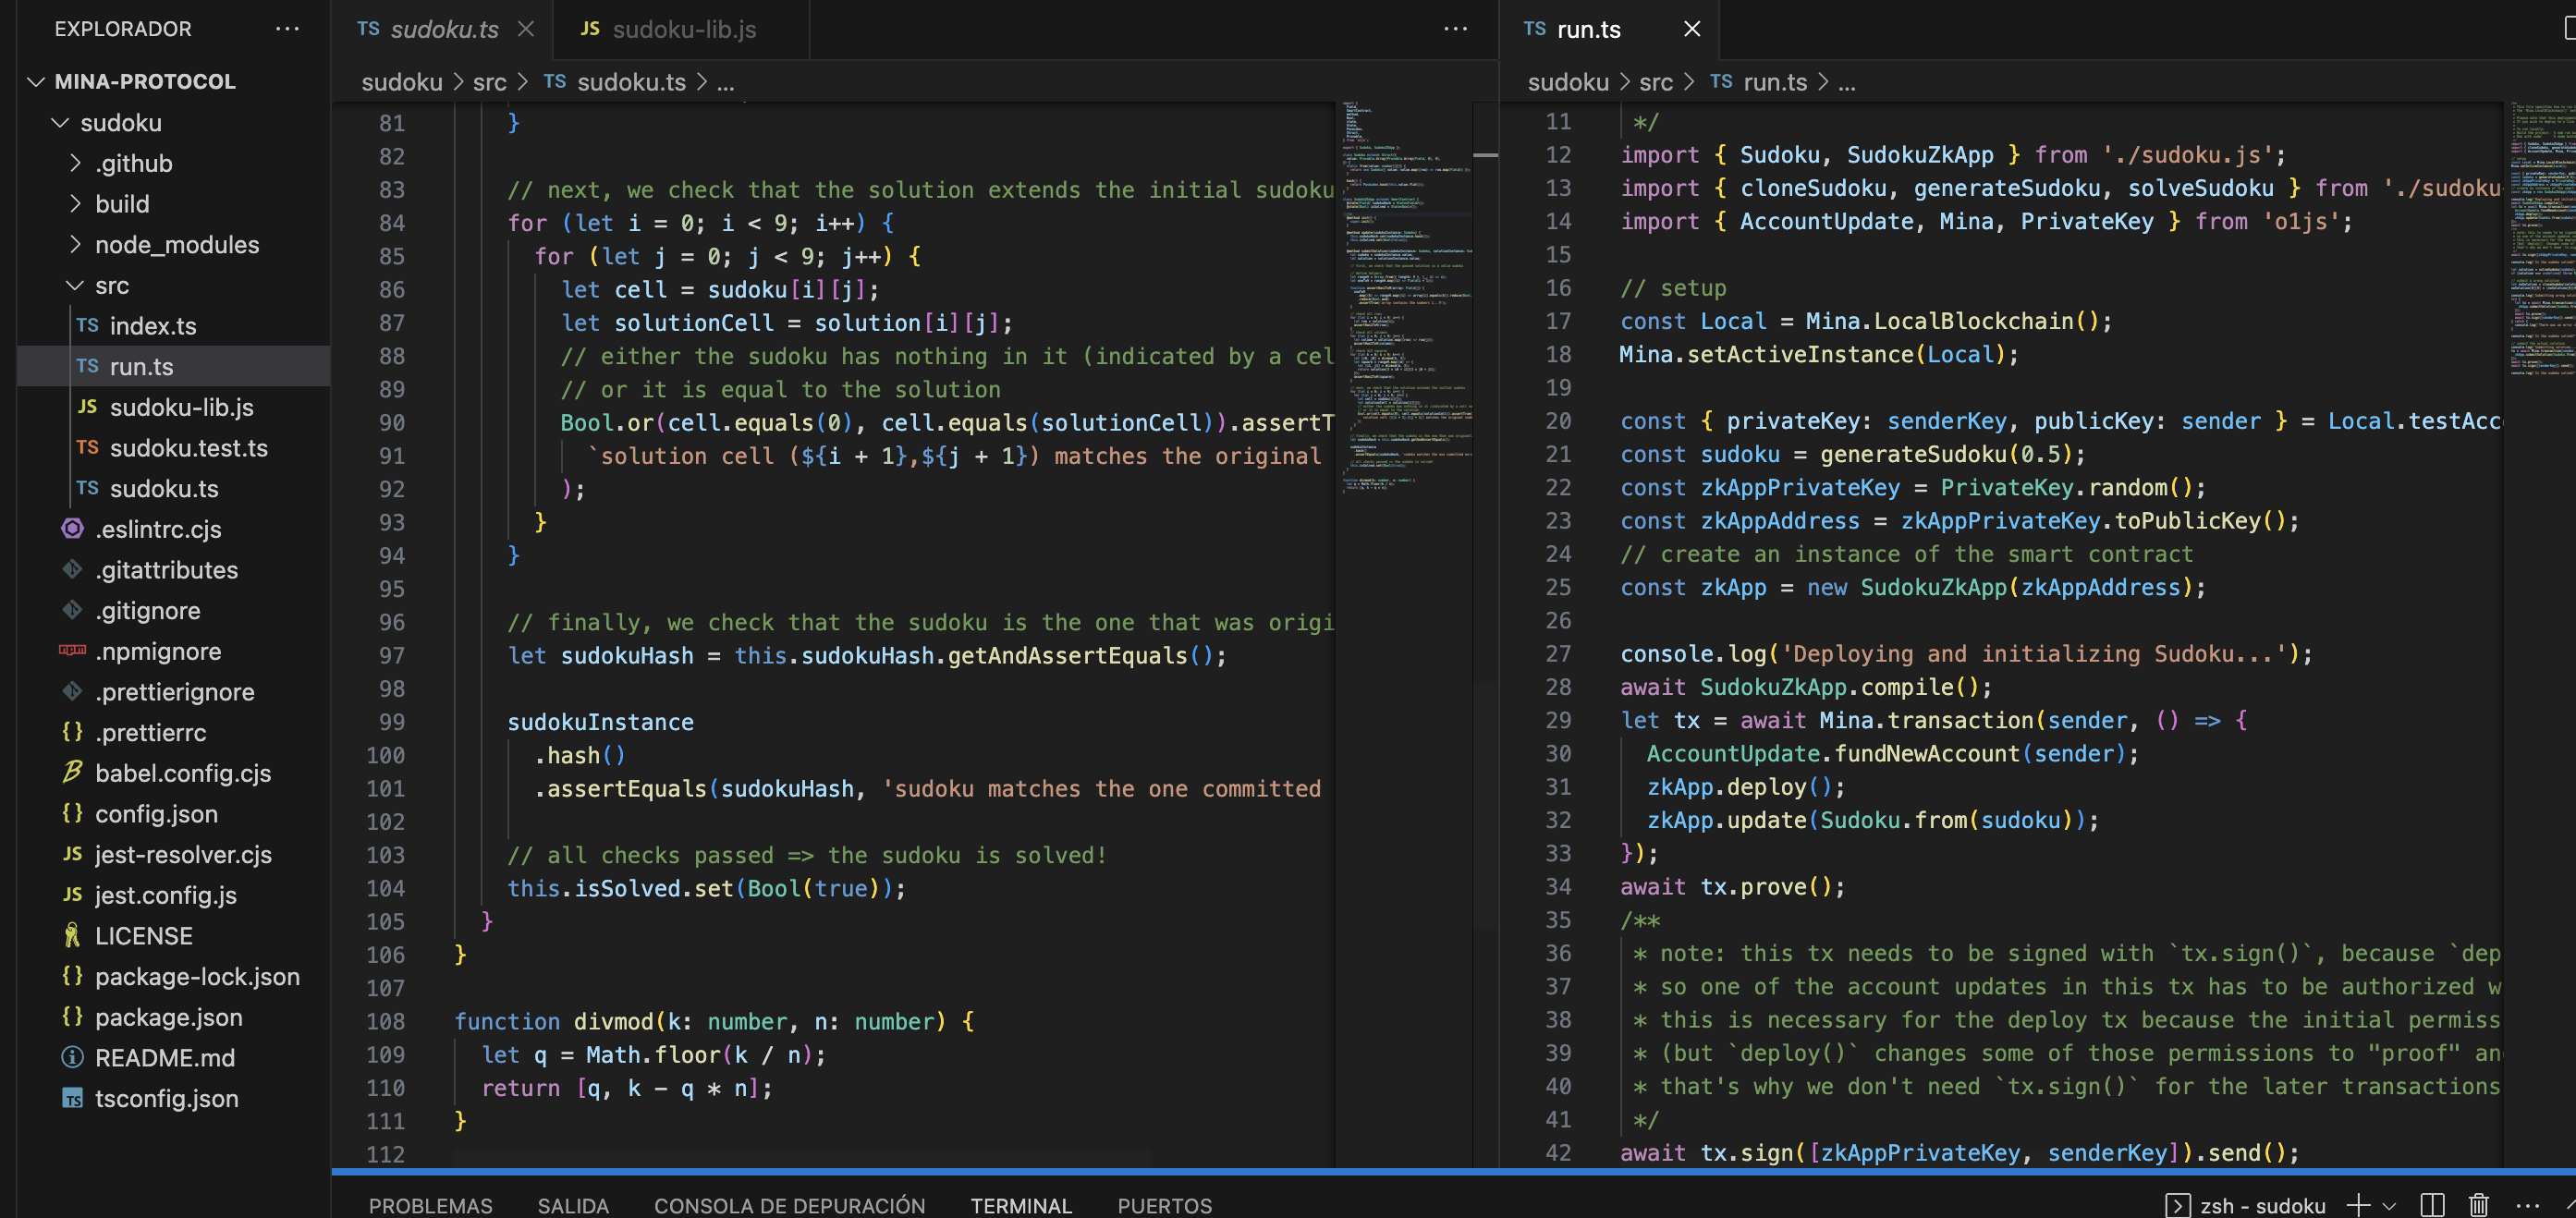 EXPLORADOR
MINA-PROTOCOL
sudoku
.github
build
node_modules
src
TS index.ts
TS run.ts
JS sudoku-lib.js
TS sudoku.test.ts
TS sudoku.ts
.eslintrc.cjs
.gitattributes
.gitignore
.npmignore
.prettierignore
{} .prettierrc
babel.config.cjs
{} config.json
JS jest-resolver.cjs
JS jest.config.js
LICENSE
{} package-lock.json
{} package.json
README.md
TS tsconfig.json
TS sudoku.ts
JS sudoku-lib.js
sudoku > src > TS sudoku.ts > ...
81 }
82
83 // next, we check that the solution extends the initial sudoku
84 for (let i = 0; i < 9; i++) {
85 for (let j = 0; j < 9; j++) {
86 let cell = sudoku[i][j];
87 let solutionCell = solution[i][j];
88 // either the sudoku has nothing in it (indicated by a cel
89 // or it is equal to the solution
90 Bool.or(cell.equals(0), cell.equals(solutionCell)).assertT
91 `solution cell (${i + 1},${j + 1}) matches the original
92 );
93 }
94 }
95
96 // finally, we check that the sudoku is the one that was origi
97 let sudokuHash = this.sudokuHash.getAndAssertEquals();
98
99 sudokuInstance
100 .hash()
101 .assertEquals(sudokuHash, 'sudoku matches the one committed
102
103 // all checks passed => the sudoku is solved!
104 this.isSolved.set(Bool(true));
105 }
106 }
107
108 function divmod(k: number, n: number) {
109 let q = Math.floor(k / n);
110 return [q, k - q * n];
111 }
112
TS run.ts
sudoku > src > TS run.ts > ...
11 */
12 import { Sudoku, SudokuZkApp } from './sudoku.js';
13 import { cloneSudoku, generateSudoku, solveSudoku } from './sudoku-
14 import { AccountUpdate, Mina, PrivateKey } from 'o1js';
15
16 // setup
17 const Local = Mina.LocalBlockchain();
18 Mina.setActiveInstance(Local);
19
20 const { privateKey: senderKey, publicKey: sender } = Local.testAcc
21 const sudoku = generateSudoku(0.5);
22 const zkAppPrivateKey = PrivateKey.random();
23 const zkAppAddress = zkAppPrivateKey.toPublicKey();
24 // create an instance of the smart contract
25 const zkApp = new SudokuZkApp(zkAppAddress);
26
27 console.log('Deploying and initializing Sudoku...');
28 await SudokuZkApp.compile();
29 let tx = await Mina.transaction(sender, () => {
30 AccountUpdate.fundNewAccount(sender);
31 zkApp.deploy();
32 zkApp.update(Sudoku.from(sudoku));
33 });
34 await tx.prove();
35 /**
36 * note: this tx needs to be signed with `tx.sign()`, because `dep
37 * so one of the account updates in this tx has to be authorized w
38 * this is necessary for the deploy tx because the initial permiss
39 * (but `deploy()` changes some of those permissions to "proof" an
40 * that's why we don't need `tx.sign()` for the later transactions
41 */
42 await tx.sign([zkAppPrivateKey, senderKey]).send();
PROBLEMAS
SALIDA
CONSOLA DE DEPURACIÓN
TERMINAL
PUERTOS
zsh - sudoku